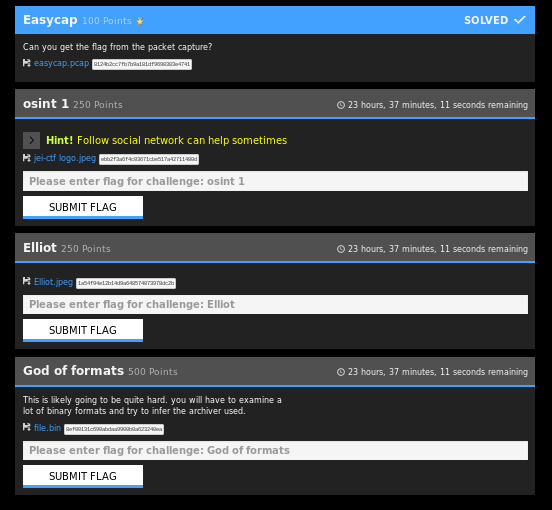 Easycap 100 Points
SOLVED
Can you get the flag from the packet capture?
easycap.pcap
osint 1 250 Points
23 hours, 37 minutes, 11 seconds remaining
Hint! Follow social network can help sometimes
jei-ctf logo.jpeg
Please enter flag for challenge: osint 1
SUBMIT FLAG
Elliot 250 Points
23 hours, 37 minutes, 11 seconds remaining
Elliot.jpeg
Please enter flag for challenge: Elliot
SUBMIT FLAG
God of formats 500 Points
23 hours, 37 minutes, 11 seconds remaining
This is likely going to be quite hard. you will have to examine a
lot of binary formats and try to infer the archiver used.
file.bin
Please enter flag for challenge: God of formats
SUBMIT FLAG